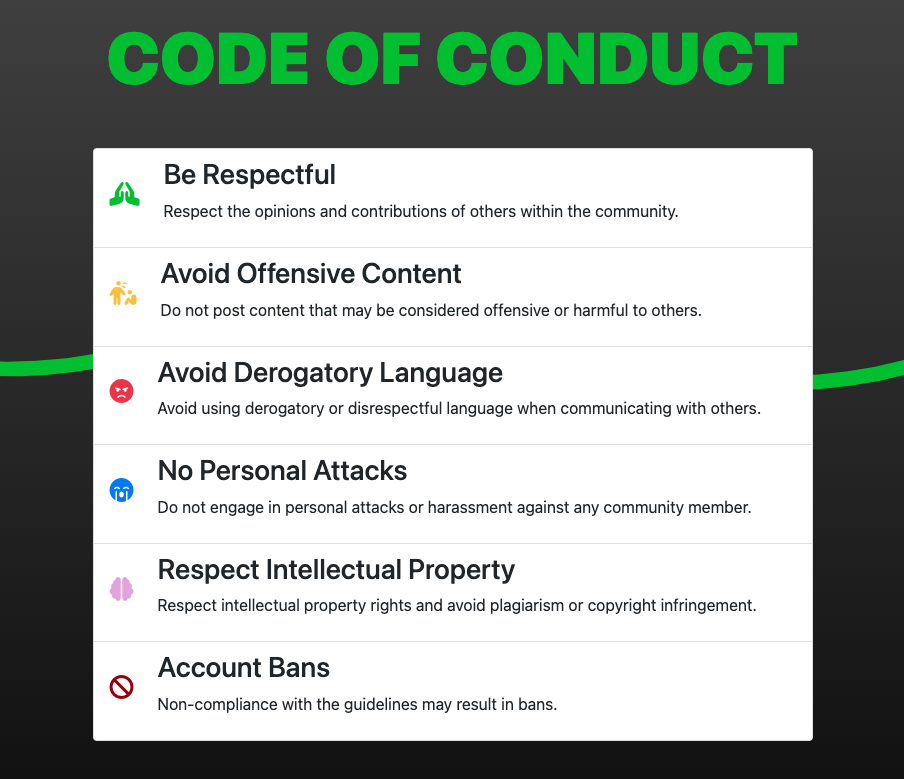 CODE OF CONDUCT
Be Respectful
Respect the opinions and contributions of others within the community.
Avoid Offensive Content
Do not post content that may be considered offensive or harmful to others.
Avoid Derogatory Language
Avoid using derogatory or disrespectful language when communicating with others.
No Personal Attacks
Do not engage in personal attacks or harassment against any community member.
Respect Intellectual Property
Respect intellectual property rights and avoid plagiarism or copyright infringement.
Account Bans
Non-compliance with the guidelines may result in bans.